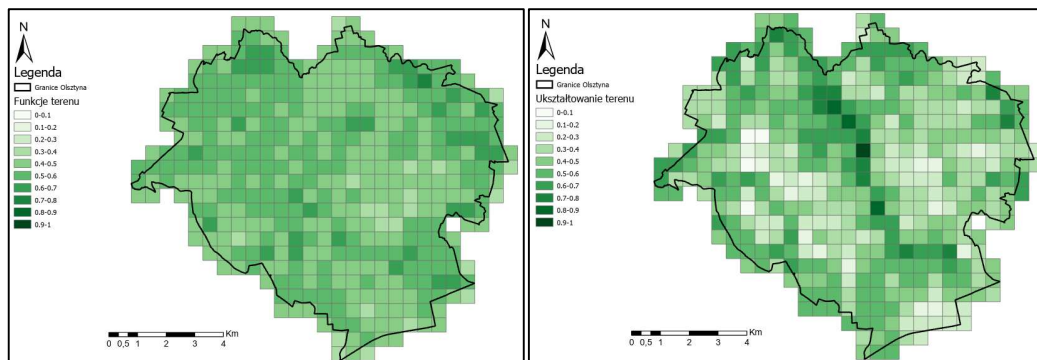 N
Legenda
Granice Olsztyna
Funkcje terenu
0-0.1
0.1-0.2
0.2-0.3
0.3-0.4
0.4-0.5
0.5-0.6
0.6-0.7
0.7-0.8
0.8-0.9
0.9-1
0 0,5 1 2 3 4
Km
N
Legenda
Granice Olsztyna
Ukształtowanie terenu
0-0.1
0.1-0.2
0.2-0.3
0.3-0.4
0.4-0.5
0.5-0.6
0.6-0.7
0.7-0.8
0.8-0.9
0.9-1
0 0,5 1 2 3 4
Km